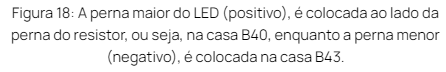 Figura 18: A perna maior do LED (positivo), é colocada ao lado da
perna do resistor, ou seja, na casa B40, enquanto a perna menor
(negativo), é colocada na casa B43.